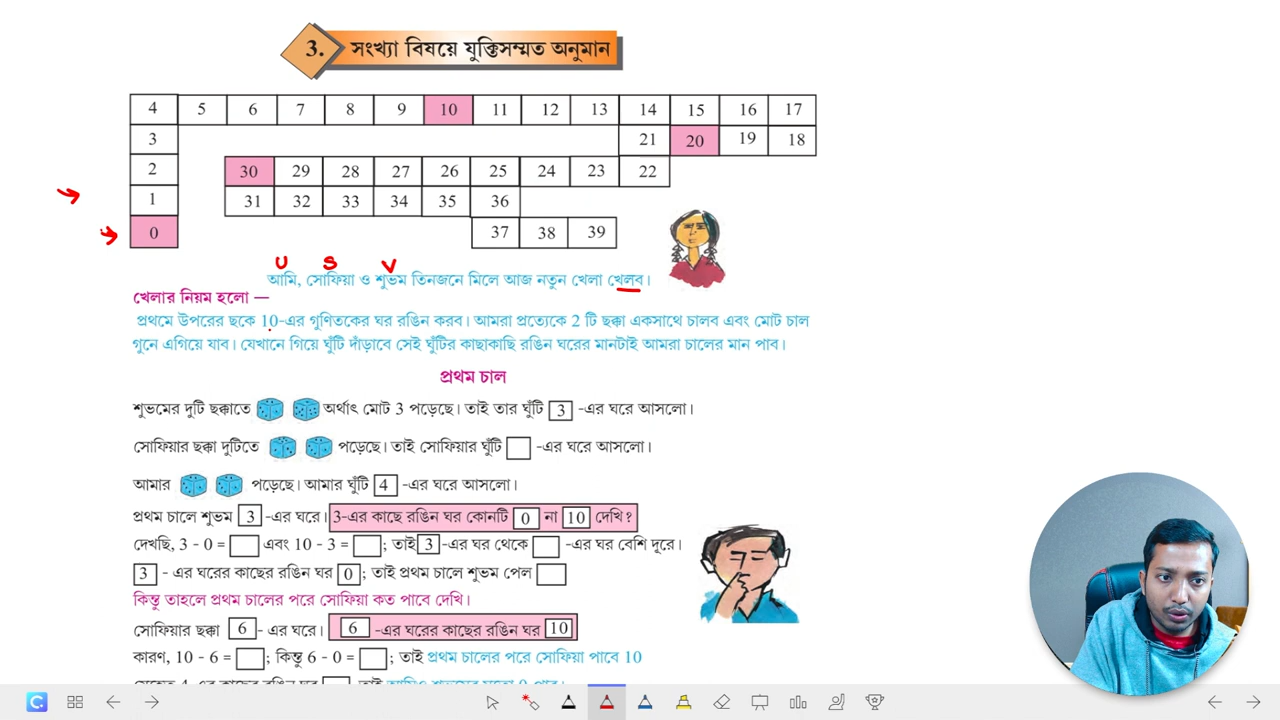 3. সংখ্যা বিষয়ে যুক্তিসম্মত অনুমান
4 5 6 7 8 9 10 11 12 13 14 15 16 17
3 21 20 19 18
2 30 29 28 27 26 25 24 23 22
1 31 32 33 34 35 36
0 37 38 39
U S V
আমি, সোফিয়া ও শুভম তিনজনে মিলে আজ নতুন খেলা খেলব।
খেলার নিয়ম হলো —
প্রথমে উপরের ছকে 10-এর গুণিতকের ঘর রঙিন করব। আমরা প্রত্যেকে 2 টি ছক্কা একসাথে চালব এবং মোট চাল
গুনে এগিয়ে যাব। যেখানে গিয়ে ঘুঁটি দাঁড়াবে সেই ঘুঁটির কাছাকাছি রঙিন ঘরের মানটাই আমরা চালের মান পাব।
প্রথম চাল
শুভমের দুটি ছক্কাতে অর্থাৎ মোট 3 পড়েছে। তাই তার ঘুঁটি 3 -এর ঘরে আসলো।
সোফিয়ার ছক্কা দুটিতে পড়েছে। তাই সোফিয়ার ঘুঁটি -এর ঘরে আসলো।
আমার পড়েছে। আমার ঘুঁটি 4 -এর ঘরে আসলো।
প্রথম চালে শুভম 3 -এর ঘরে। 3-এর কাছে রঙিন ঘর কোনটি 0 না 10 দেখি?
দেখছি, 3 - 0 = এবং 10 - 3 = ; তাই 3 -এর ঘর থেকে -এর ঘর বেশি দূরে।
3 - এর ঘরের কাছের রঙিন ঘর 0 ; তাই প্রথম চালে শুভম পেল
কিন্তু তাহলে প্রথম চালের পরে সোফিয়া কত পাবে দেখি।
সোফিয়ার ছক্কা 6 - এর ঘরে। 6 -এর ঘরের কাছের রঙিন ঘর 10
কারণ, 10 - 6 = ; কিন্তু 6 - 0 = ; তাই প্রথম চালের পরে সোফিয়া পাবে 10